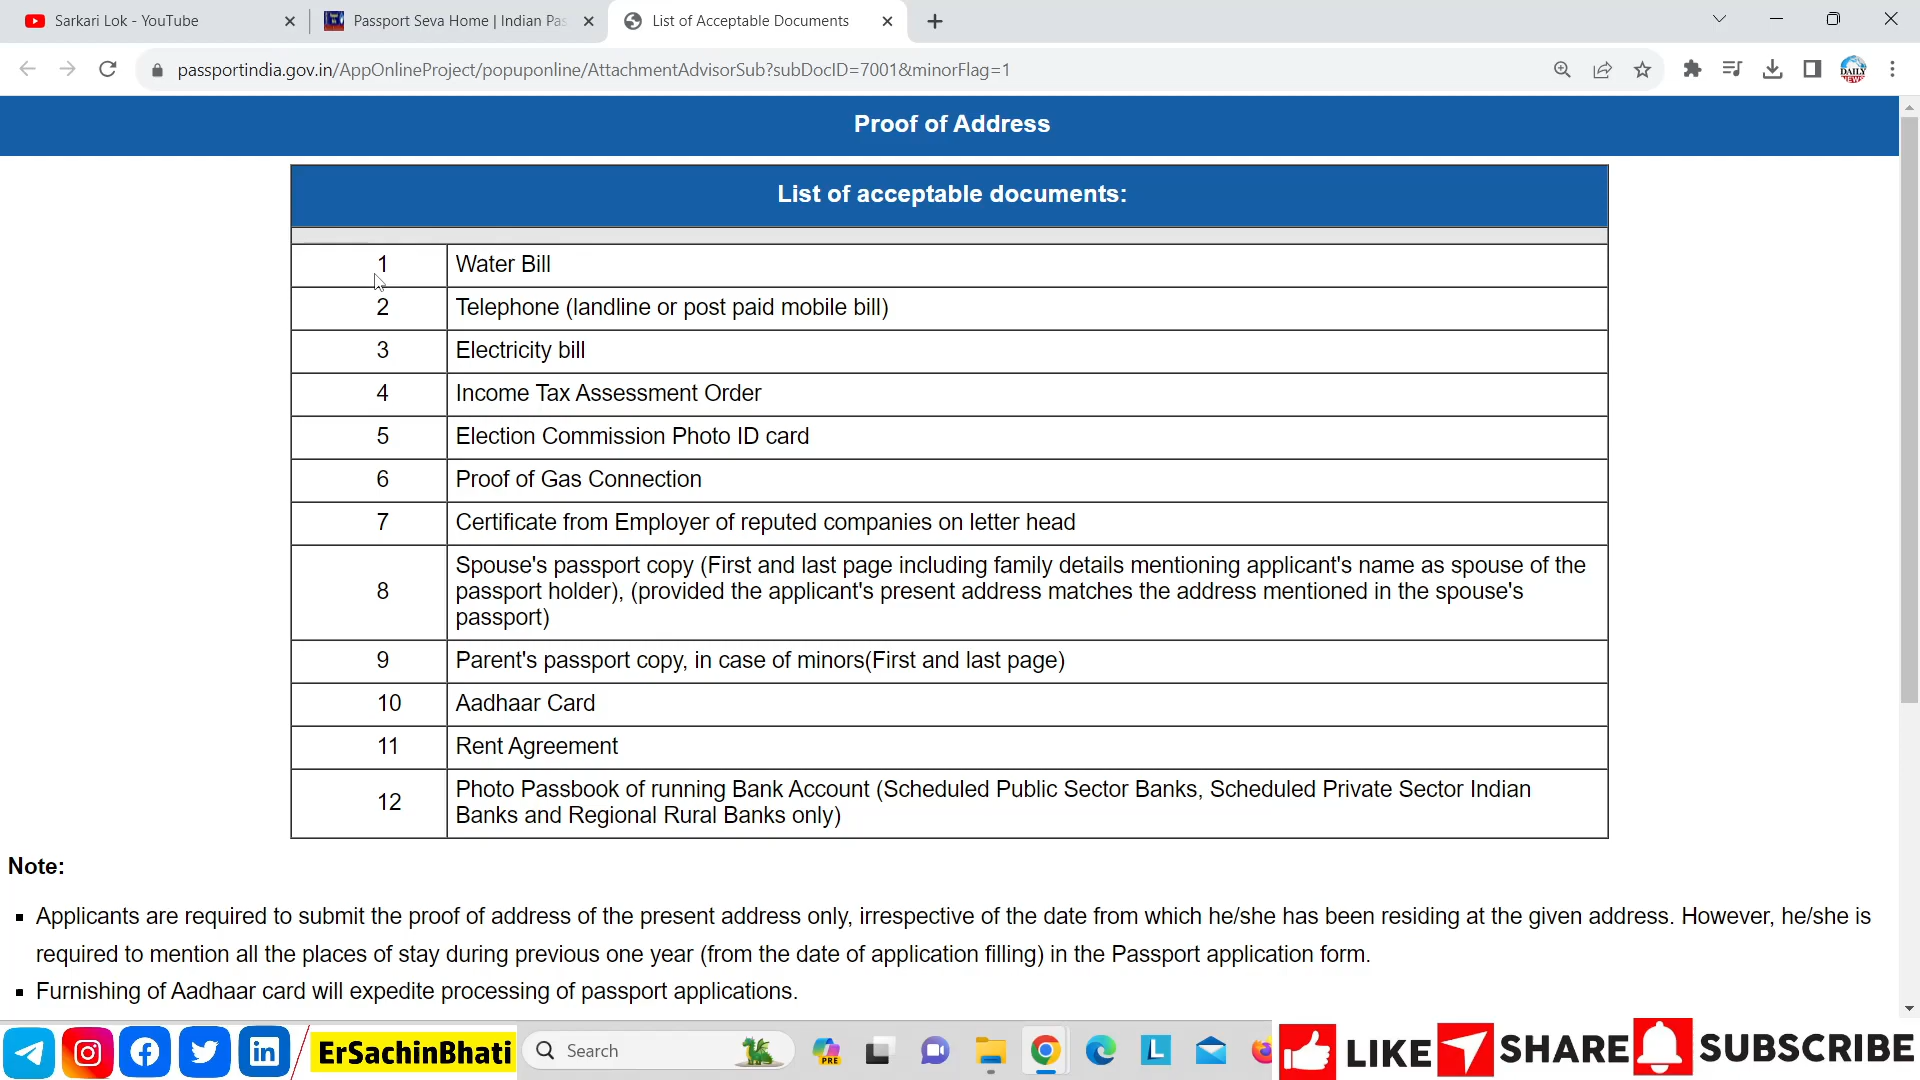 Sarkari Lok - YouTube
Passport Seva Home | Indian Pas
List of Acceptable Documents
passportindia.gov.in/AppOnlineProject/popuponline/AttachmentAdvisorSub?subDocID=7001&minorFlag=1
DAILY
NEWS
Proof of Address
List of acceptable documents:
1 Water Bill
2 Telephone (landline or post paid mobile bill)
3 Electricity bill
4 Income Tax Assessment Order
5 Election Commission Photo ID card
6 Proof of Gas Connection
7 Certificate from Employer of reputed companies on letter head
8 Spouse's passport copy (First and last page including family details mentioning applicant's name as spouse of the
passport holder), (provided the applicant's present address matches the address mentioned in the spouse's
passport)
9 Parent's passport copy, in case of minors(First and last page)
10 Aadhaar Card
11 Rent Agreement
12 Photo Passbook of running Bank Account (Scheduled Public Sector Banks, Scheduled Private Sector Indian
Banks and Regional Rural Banks only)
Note:
Applicants are required to submit the proof of address of the present address only, irrespective of the date from which he/she has been residing at the given address. However, he/she is
required to mention all the places of stay during previous one year (from the date of application filling) in the Passport application form.
Furnishing of Aadhaar card will expedite processing of passport applications.
ErSachinBhati
Search
PRE
L
LIKE
SHARE
SUBSCRIBE